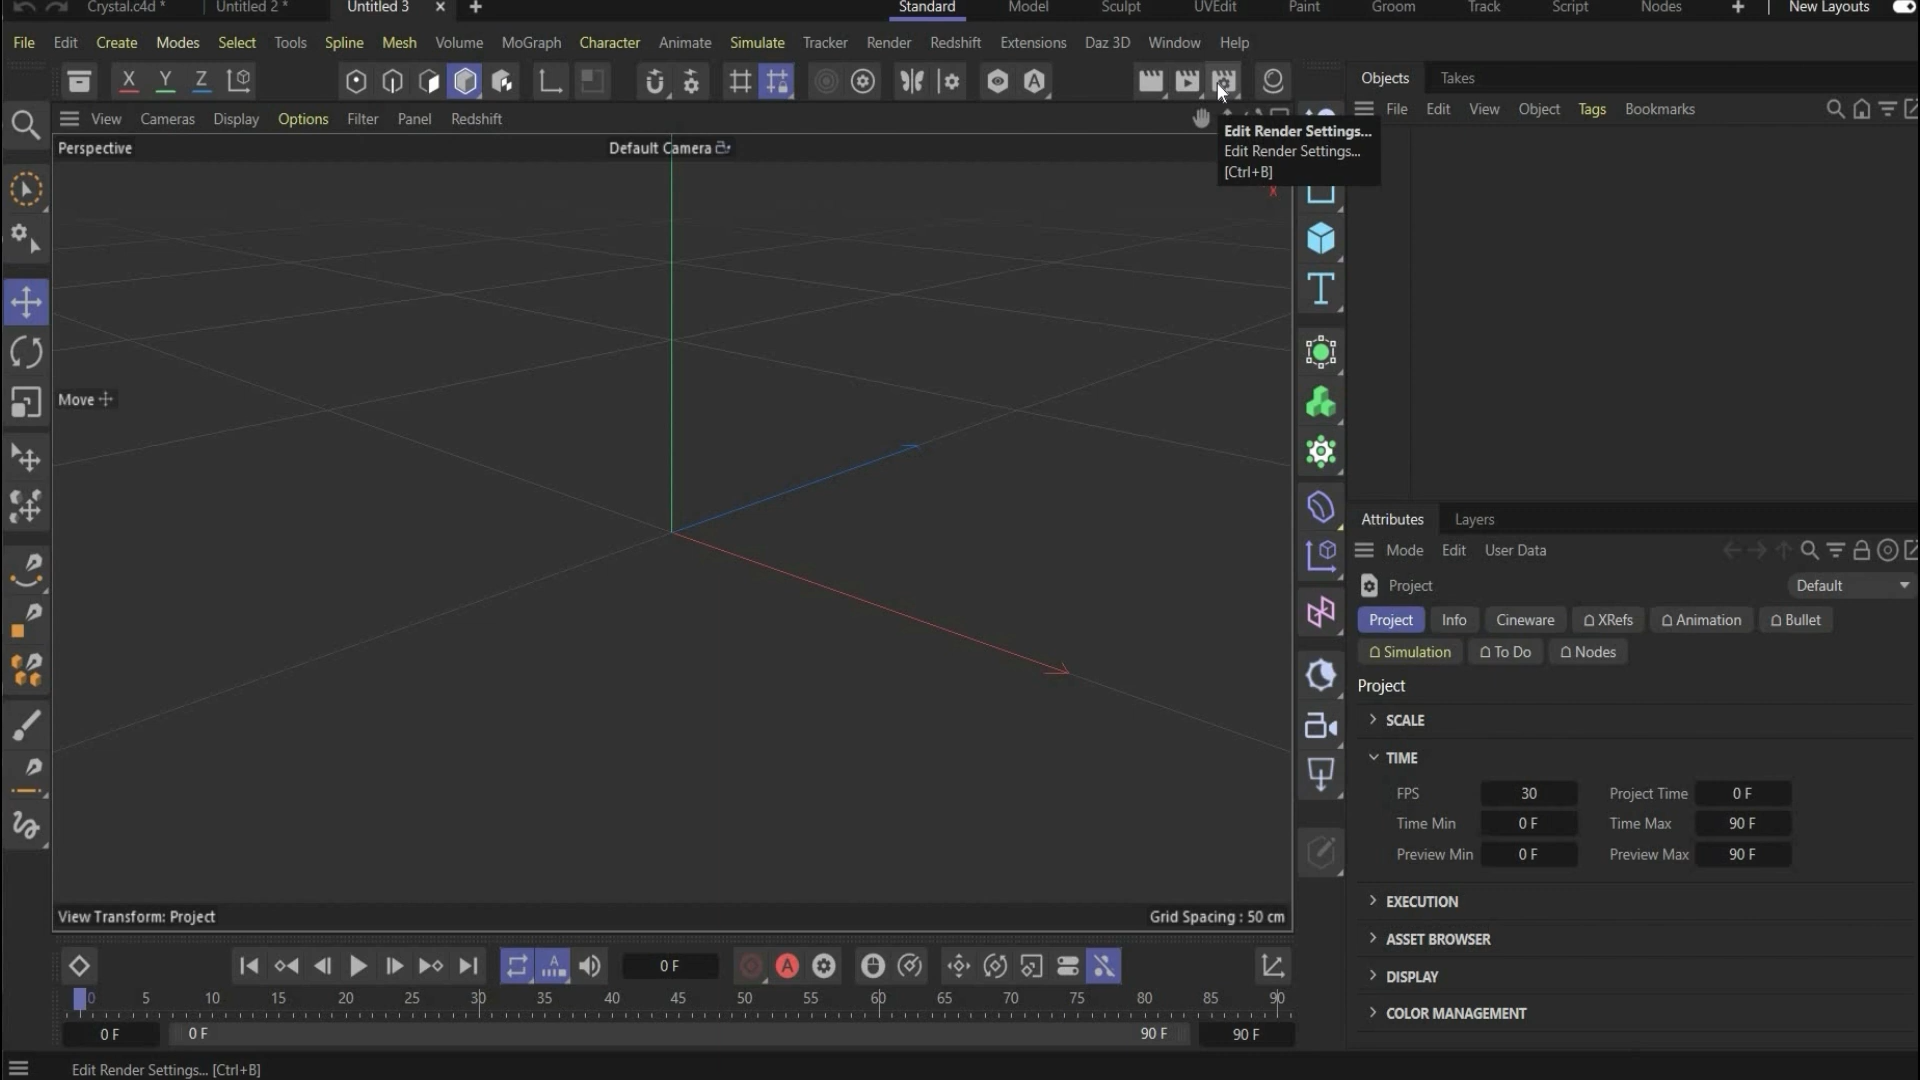 Crystal.c4d * Untitled 2 * Untitled 3 × + Standard Model Sculpt UVEdit Paint Groom Track Script Nodes + New Layouts
File Edit Create Modes Select Tools Spline Mesh Volume MoGraph Character Animate Simulate Tracker Render Redshift Extensions Daz 3D Window Help
X Y Z A
Objects Takes
File Edit View Object Tags Bookmarks
View Cameras Display Options Filter Panel Redshift
Perspective
Default Camera
Edit Render Settings...
Edit Render Settings...
[Ctrl+B]
X
T
Move
View Transform: Project
Grid Spacing : 50 cm
Attributes Layers
Mode Edit User Data
Project Default
Project Info Cineware XRefs Animation Bullet
Simulation To Do Nodes
Project
SCALE
TIME
FPS 30 Project Time 0 F
Time Min 0 F Time Max 90 F
Preview Min 0 F Preview Max 90 F
EXECUTION
ASSET BROWSER
DISPLAY
COLOR MANAGEMENT
A 0 F A
0 5 10 15 20 25 30 35 40 45 50 55 60 65 70 75 80 85 90
0 F 0 F 90 F 90 F
Edit Render Settings... [Ctrl+B]